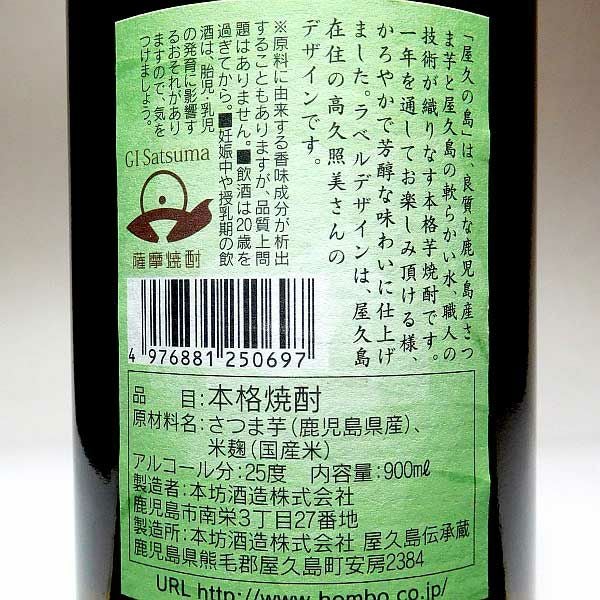 「屋久の島」は、良質な鹿児島産さつ
ま芋と屋久島の軟らかい水、職人の
技術が織りなす本格芋焼酎です。
一年を通してお楽しみ頂ける様、
かろやかで芳醇な味わいに仕上げ
ました。ラベルデザインは、屋久島
在住の高久照美さんの
デザインです。
※原料に由来する香味成分が析出
することもありますが、品質上問
題はありません。■飲酒は20歳を
過ぎてから。■妊娠中や授乳期の飲
酒は、胎児・乳児
の発育に影響す
るおそれがあり
ますので、気を
つけましょう。
GI Satsuma
薩摩焼酎
4 976881 250697
品　目：本格焼酎
原材料名：さつま芋（鹿児島県産）、
米麹（国産米）
アルコール分：25度　内容量：900ml
製造者：本坊酒造株式会社
鹿児島市南栄3丁目27番地
製造所：本坊酒造株式会社 屋久島伝承蔵
鹿児島県熊毛郡屋久島町安房2384
URL http://www.hombo.co.jp/